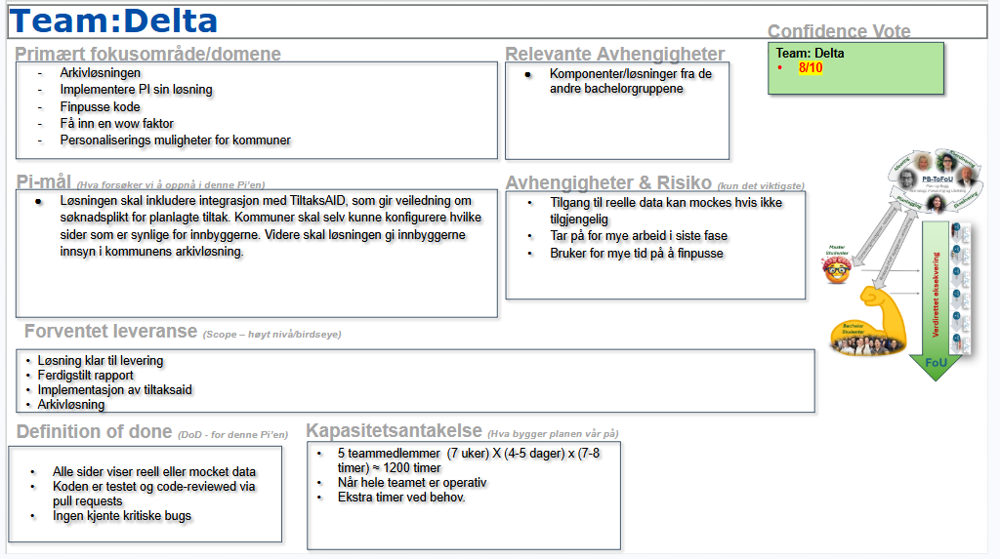 Team:Delta
Confidence Vote
Team: Delta
• 8/10
Primært fokusområde/domene
- Arkivløsningen
- Implementere PI sin løsning
- Finpusse kode
- Få inn en wow faktor
- Personaliserings muligheter for kommuner
Relevante Avhengigheter
• Komponenter/løsninger fra de
andre bachelorgruppene
Pi-mål (Hva forsøker vi å oppnå i denne Pi'en)
• Løsningen skal inkludere integrasjon med TiltaksAID, som gir veiledning om
søknadsplikt for planlagte tiltak. Kommuner skal selv kunne konfigurere hvilke
sider som er synlige for innbyggerne. Videre skal løsningen gi innbyggerne
innsyn i kommunens arkivløsning.
Avhengigheter & Risiko (kun det viktigste)
• Tilgang til reelle data kan mockes hvis ikke
tilgjengelig
• Tar på for mye arbeid i siste fase
• Bruker for mye tid på å finpusse
PB-ToFoU
Master
Studenter
Bachelor
Studenter
Verdirettet eksekvering
FoU
Forventet leveranse (Scope – høyt nivå/birdseye)
• Løsning klar til levering
• Ferdigstilt rapport
• Implementasjon av tiltaksaid
• Arkivløsning
Definition of done (DoD - for denne Pi'en)
• Alle sider viser reell eller mocket data
• Koden er testet og code-reviewed via
pull requests
• Ingen kjente kritiske bugs
Kapasitetsantakelse (Hva bygger planen vår på)
• 5 teammedlemmer (7 uker) X (4-5 dager) x (7-8
timer) ≈ 1200 timer
• Når hele teamet er operativ
• Ekstra timer ved behov.